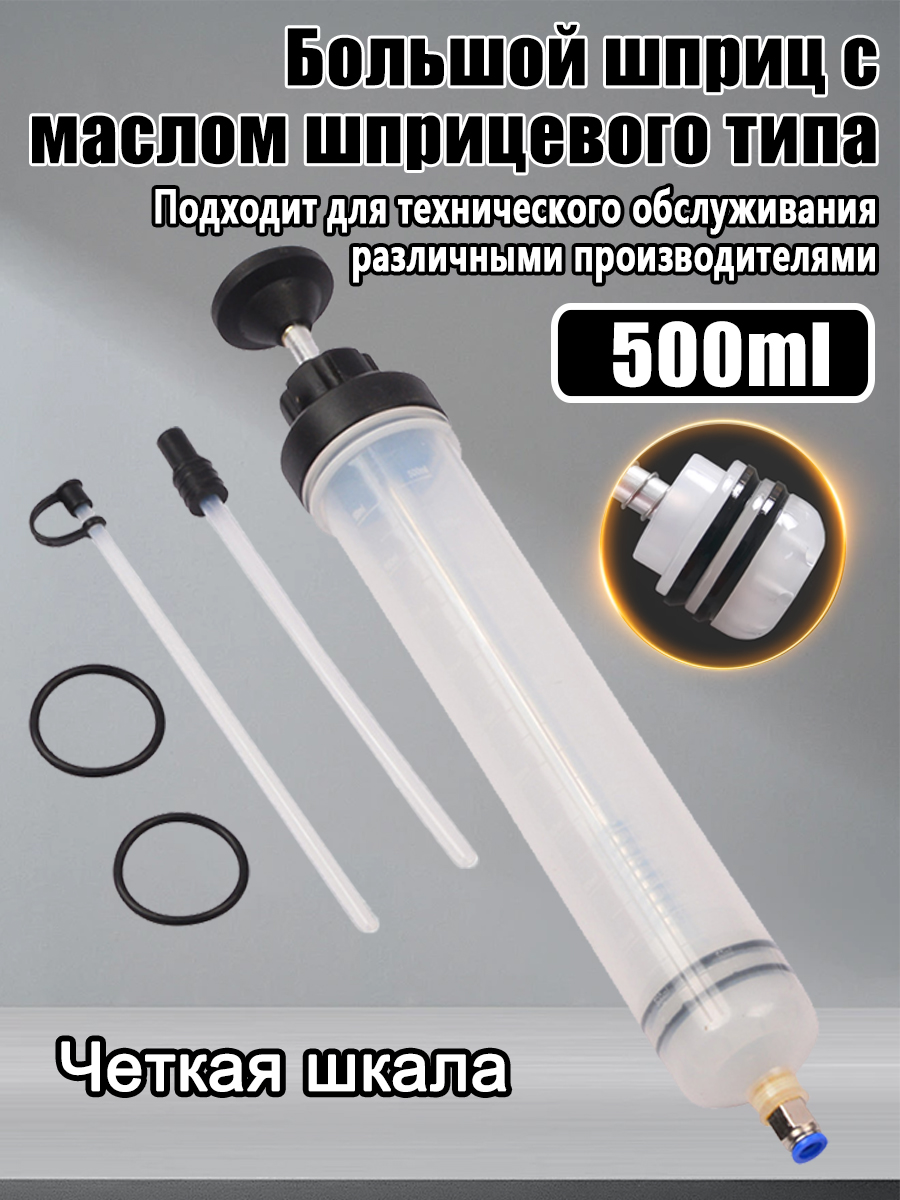 Большой шприц с
маслом шприцевого типа
Подходит для технического обслуживания
различными производителями
500ml
Четкая шкала